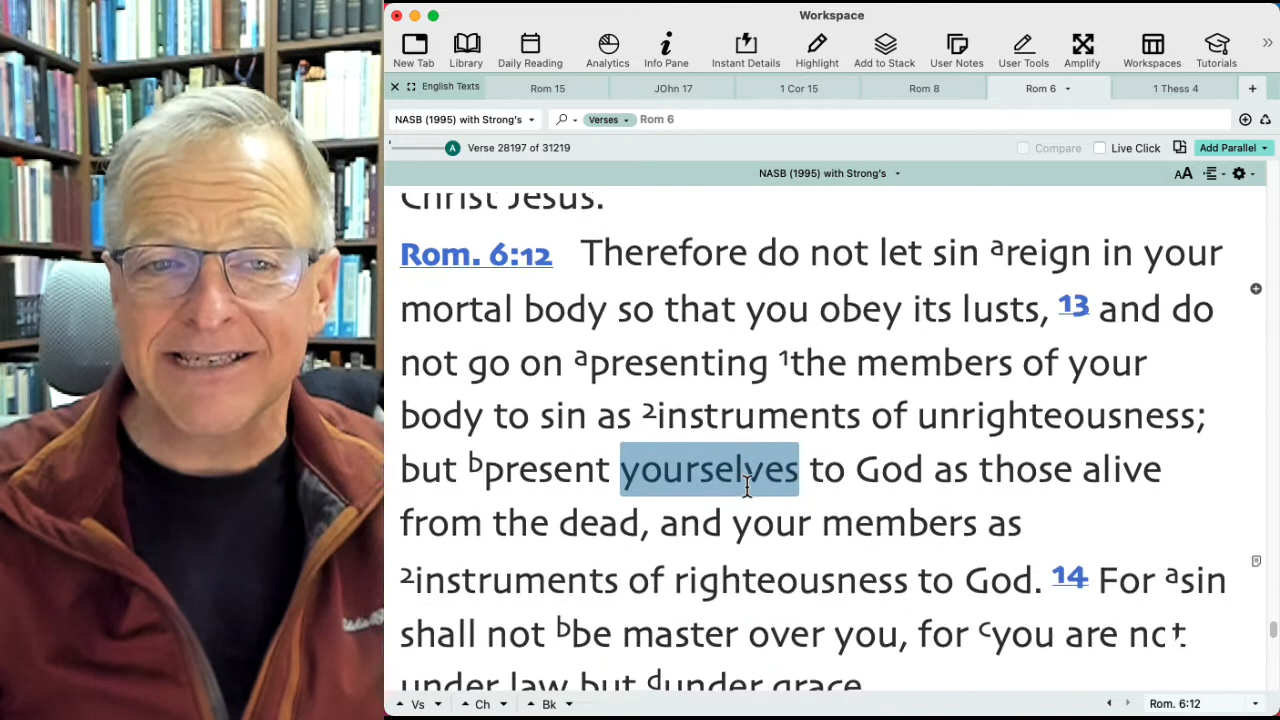 Workspace
New Tab
Library
Daily Reading
Analytics
Info Pane
Instant Details
Highlight
Add to Stack
User Notes
User Tools
Amplify
Workspaces
Tutorials
English Texts
Rom 15
JOhn 17
1 Cor 15
Rom 8
Rom 6
1 Thess 4
NASB (1995) with Strong's
Verses
Rom 6
A
Verse 28197 of 31219
Compare
Live Click
Add Parallel
NASB (1995) with Strong's
AA
Christ Jesus.
Rom. 6:12 Therefore do not let sin ᵃreign in your
mortal body so that you obey its lusts, 13 and do
not go on ᵃpresenting ¹the members of your
body to sin as ²instruments of unrighteousness;
but ᵇpresent yourselves to God as those alive
from the dead, and your members as
²instruments of righteousness to God. 14 For ᵃsin
shall not ᵇbe master over you, for ᶜyou are not
under law but ᵈunder grace.
Vs
Ch
Bk
Rom. 6:12